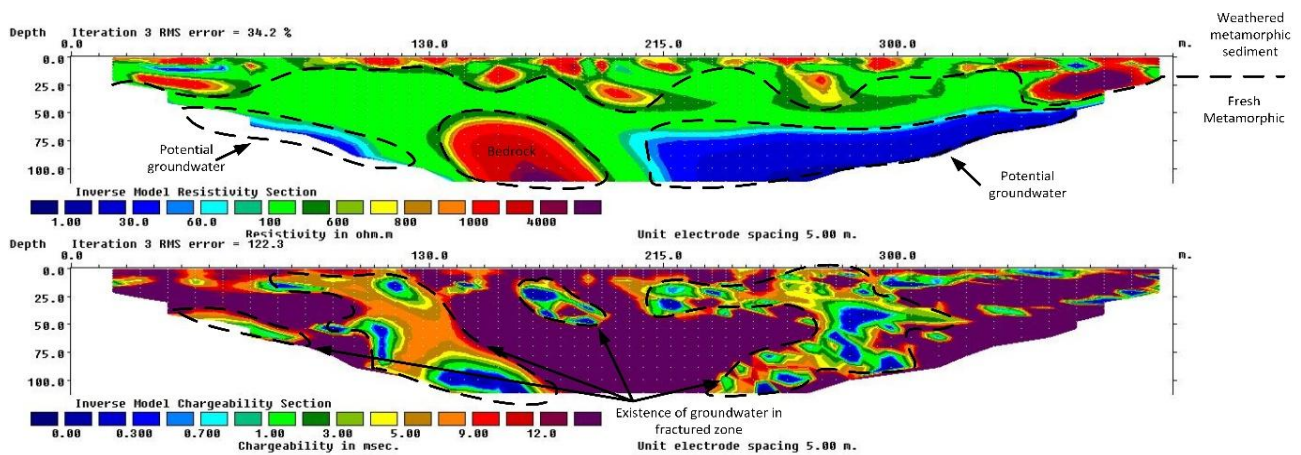 Depth Iteration 3 RMS error = 34.2 %
0.0 130.0 215.0 300.0 m.
0.0
25.0
50.0
75.0
100.0
Weathered
metamorphic
sediment
Fresh
Metamorphic
Potential
groundwater
Bedrock
Potential
groundwater
Inverse Model Resistivity Section
1.00 30.0 60.0 100 600 800 1000 4000
Resistivity in ohm.m Unit electrode spacing 5.00 m.
Depth Iteration 3 RMS error = 122.3
0.0 130.0 215.0 300.0 m.
0.0
25.0
50.0
75.0
100.0
Existence of groundwater in
fractured zone
Inverse Model Chargeability Section
0.00 0.300 0.700 1.00 3.00 5.00 9.00 12.0
Chargeability in msec. Unit electrode spacing 5.00 m.